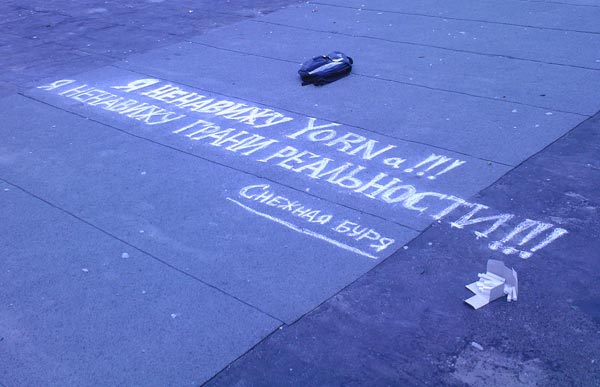 Я НЕНАВИЖУ YORNа!!!
Я НЕНАВИЖУ ГРАНИ РЕАЛЬНОСТИ!!!
СНЕЖНАЯ БУРЯ